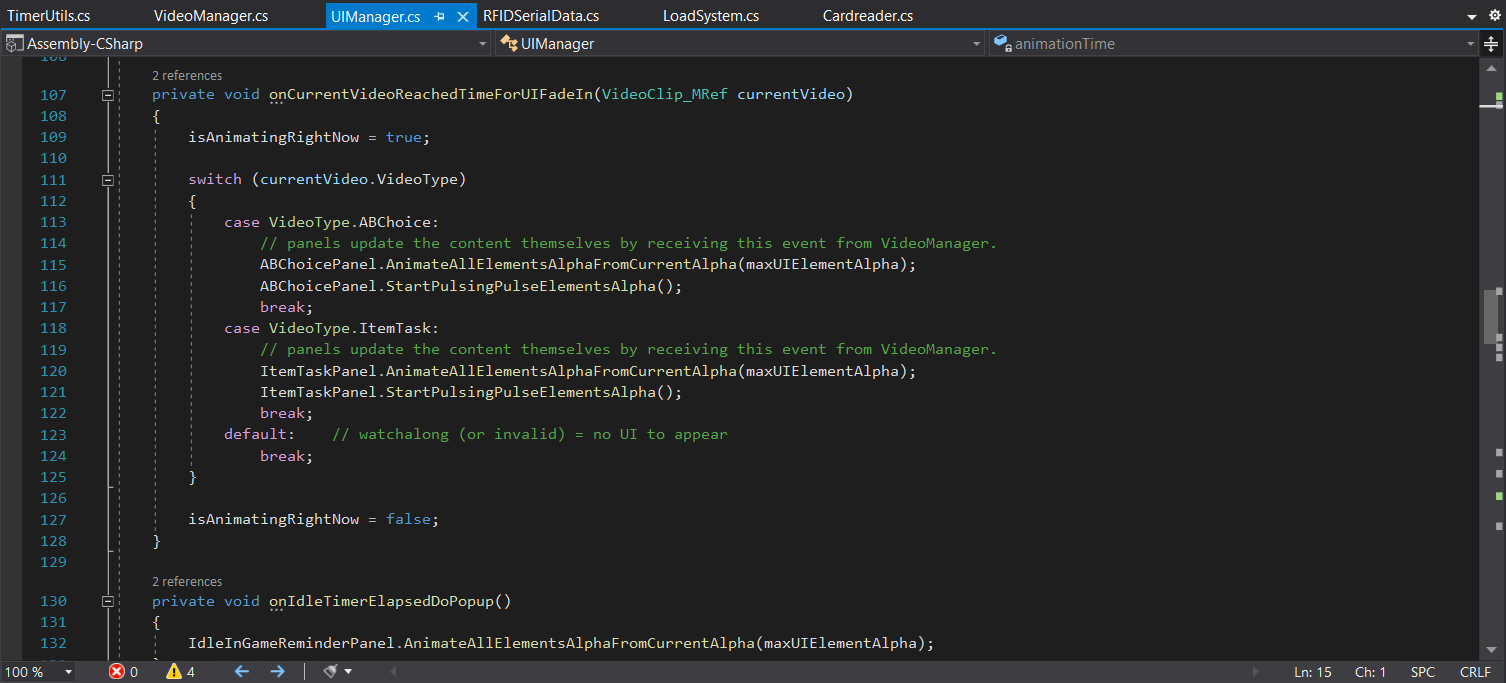 TimerUtils.cs VideoManager.cs UIManager.cs RFIDSerialData.cs LoadSystem.cs Cardreader.cs
Assembly-CSharp UIManager animationTime
106
2 references
107 private void onCurrentVideoReachedTimeForUIFadeIn(VideoClip_MRef currentVideo)
108 {
109 isAnimatingRightNow = true;
110
111 switch (currentVideo.VideoType)
112 {
113 case VideoType.ABChoice:
114 // panels update the content themselves by receiving this event from VideoManager.
115 ABChoicePanel.AnimateAllElementsAlphaFromCurrentAlpha(maxUIElementAlpha);
116 ABChoicePanel.StartPulsingPulseElementsAlpha();
117 break;
118 case VideoType.ItemTask:
119 // panels update the content themselves by receiving this event from VideoManager.
120 ItemTaskPanel.AnimateAllElementsAlphaFromCurrentAlpha(maxUIElementAlpha);
121 ItemTaskPanel.StartPulsingPulseElementsAlpha();
122 break;
123 default: // watchalong (or invalid) = no UI to appear
124 break;
125 }
126
127 isAnimatingRightNow = false;
128 }
129
2 references
130 private void onIdleTimerElapsedDoPopup()
131 {
132 IdleInGameReminderPanel.AnimateAllElementsAlphaFromCurrentAlpha(maxUIElementAlpha);
100 % 0 4 Ln: 15 Ch: 1 SPC CRLF